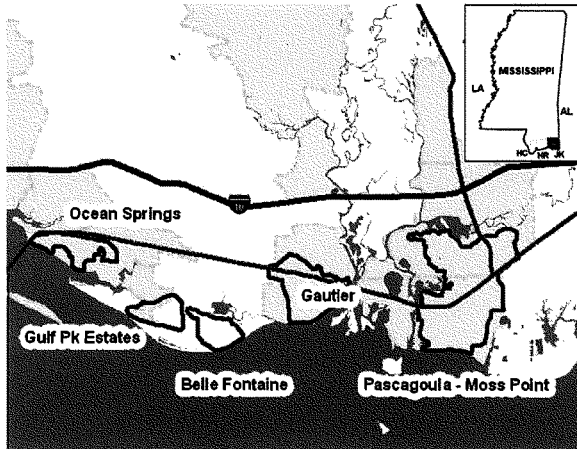 MISSISSIPPI
LA
AL
HC HR JK
10
Ocean Springs
Gautier
Gulf Pk Estates
Belle Fontaine
Pascagoula - Moss Point